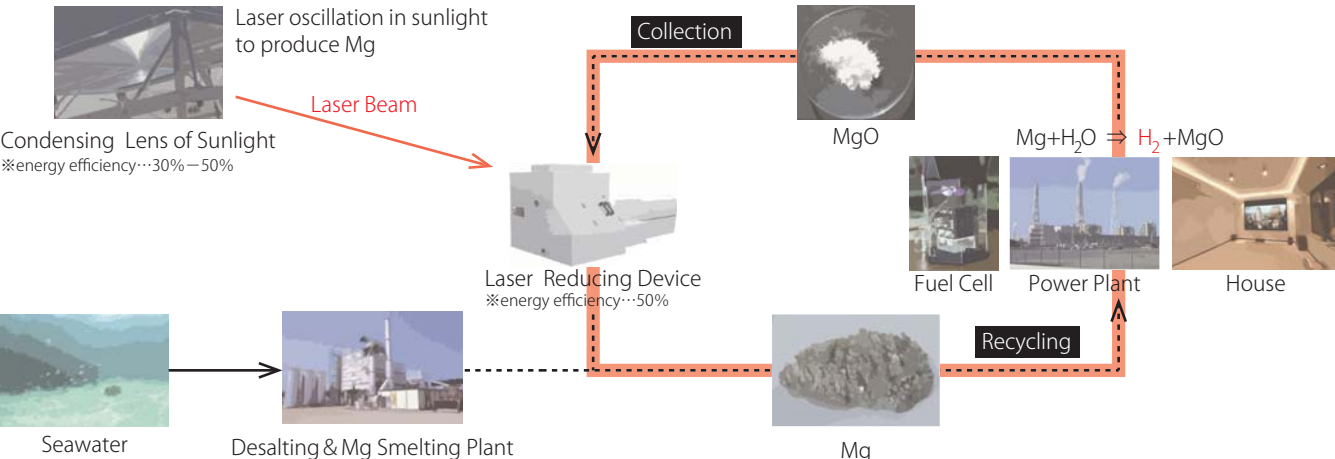 Laser oscillation in sunlight
to produce Mg
Collection
Laser Beam
Condensing Lens of Sunlight
※energy efficiency…30%－50%
MgO
Mg+H₂O ⇒ H₂+MgO
Laser Reducing Device
※energy efficiency…50%
Fuel Cell
Power Plant
House
Recycling
Seawater
Desalting & Mg Smelting Plant
Mg